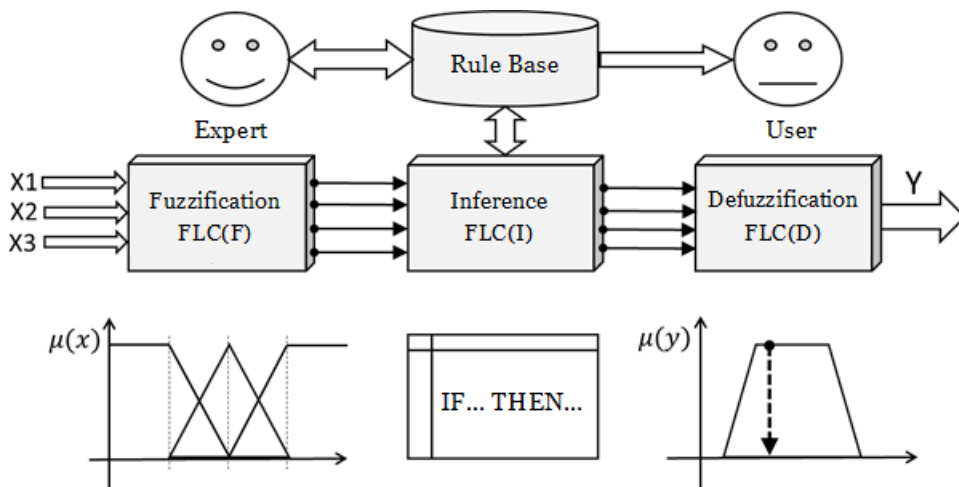 Rule Base
Expert
User
X1
X2
X3
Fuzzification
FLC(F)
Inference
FLC(I)
Defuzzification
FLC(D)
Y
μ(x)
IF... THEN...
μ(y)